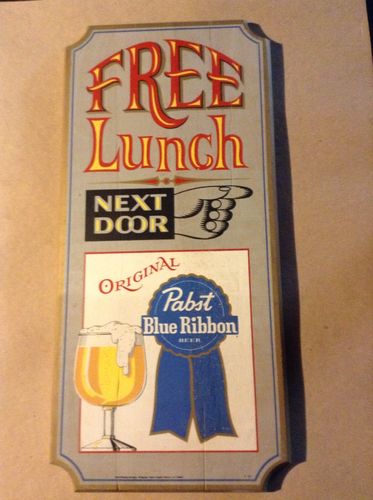 FREE
Lunch
NEXT
DOOR
ORIGINAL
Pabst
Blue Ribbon
BEER